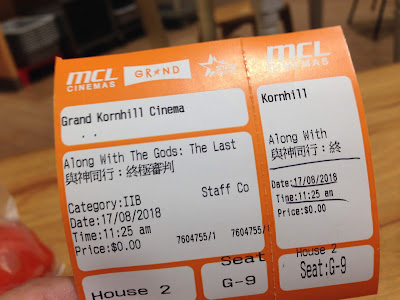 MCL
CINEMAS
GRAND
Grand Kornhill Cinema
Along With The Gods: The Last
與神同行：終極審判
Category:IIB
Staff Co
Date:17/08/2018
Time:11:25 am
Price:$0.00
7604755/1
7604755/1
House 2
Seat
G-9
MCL
CINEMAS
Kornhill
Along With
與神同行：終
Date:17/08/2018
Time:11:25 am
Price:$0.00
House 2
Seat:G-9